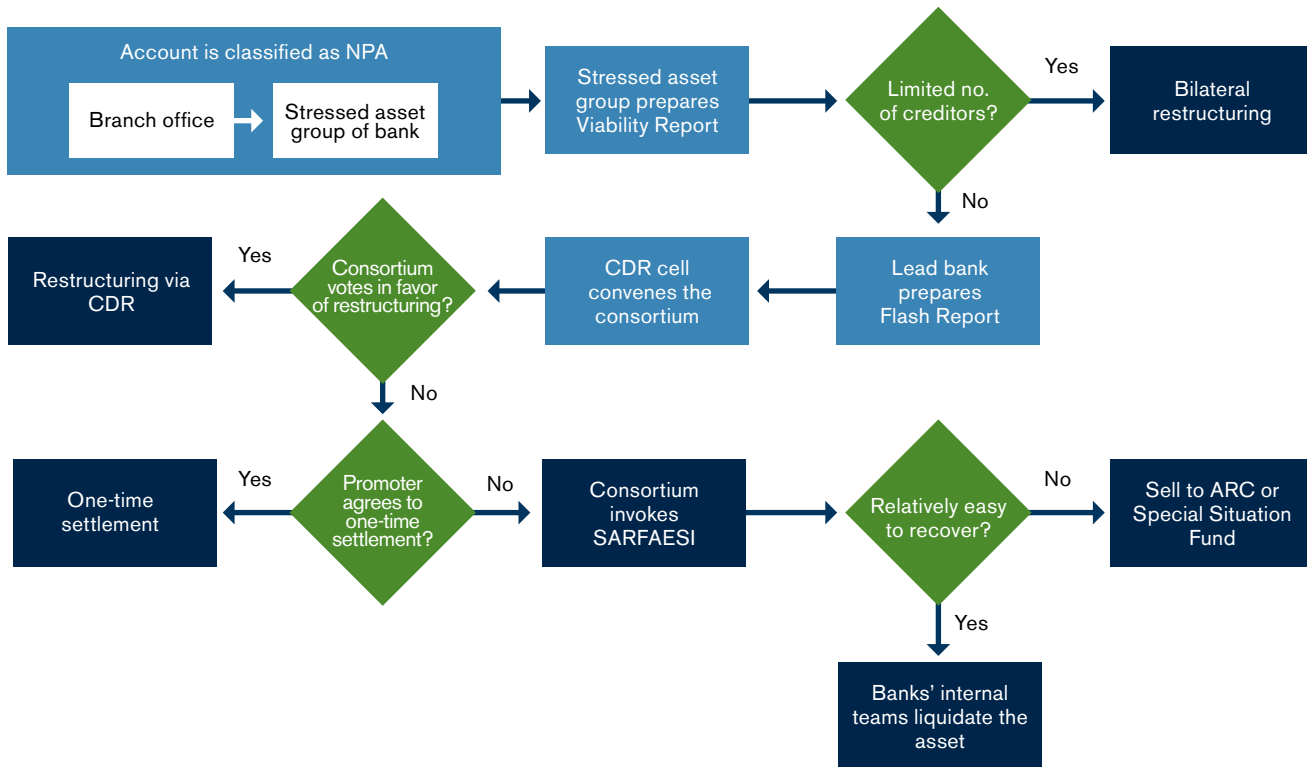 Account is classified as NPA
Branch office
Stressed asset
group of bank
Stressed asset
group prepares
Viability Report
Limited no.
of creditors?
Yes
Bilateral
restructuring
No
Lead bank
prepares
Flash Report
CDR cell
convenes the
consortium
Consortium
votes in favor
of restructuring?
Yes
Restructuring via
CDR
No
Promoter
agrees to
one-time
settlement?
Yes
One-time
settlement
No
Consortium
invokes
SARFAESI
Relatively easy
to recover?
No
Sell to ARC or
Special Situation
Fund
Yes
Banks’ internal
teams liquidate the
asset